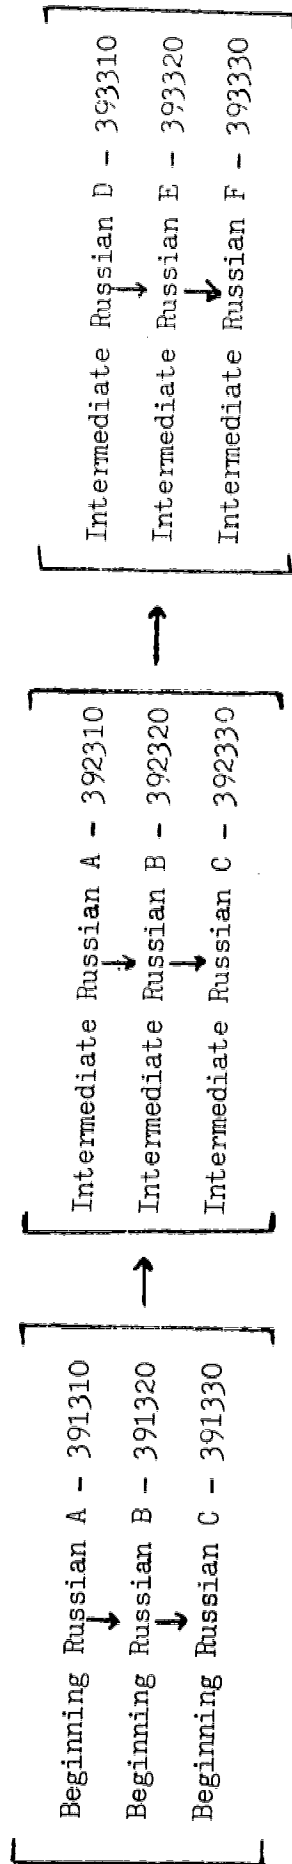 Beginning Russian A - 391310
Beginning Russian B - 391320
Beginning Russian C - 391330
Intermediate Russian A - 392310
Intermediate Russian B - 392320
Intermediate Russian C - 392339
Intermediate Russian D - 393310
Intermediate Russian E - 393320
Intermediate Russian F - 393330